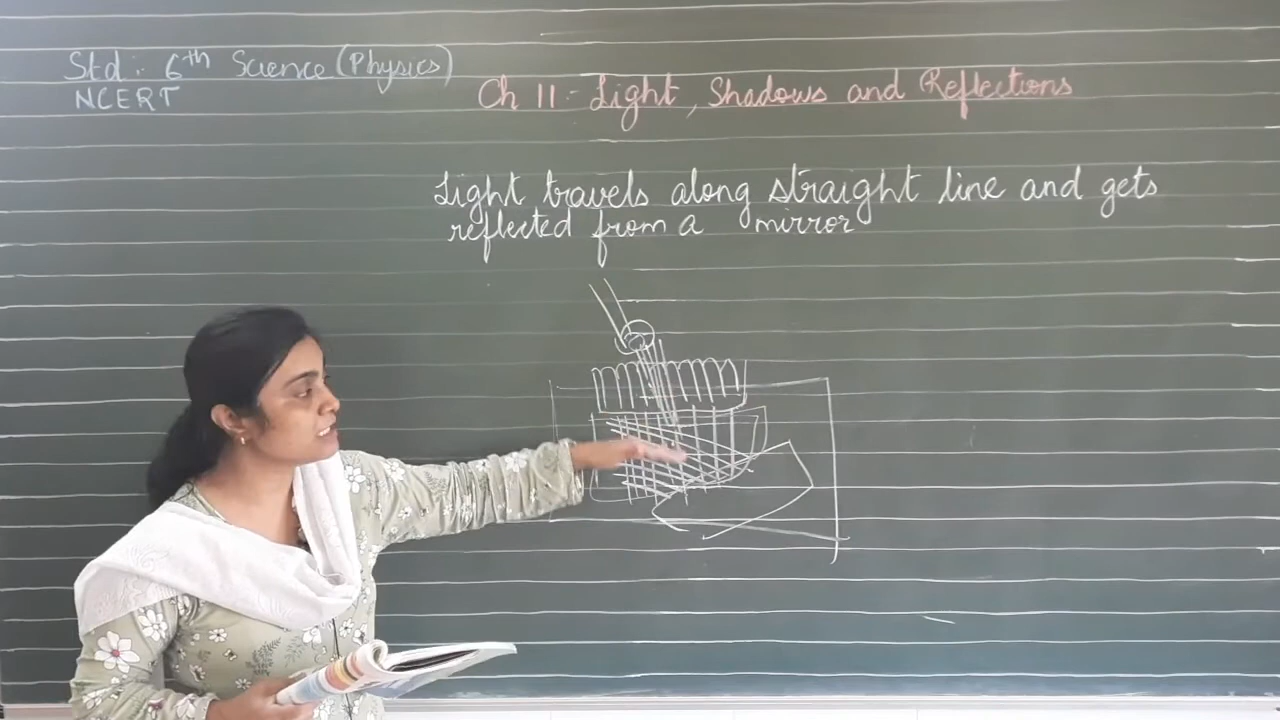 Std :- 6th Science (Physics)
NCERT
Ch 11 :- Light, Shadows and Reflections
Light travels along straight line and gets
reflected from a mirror